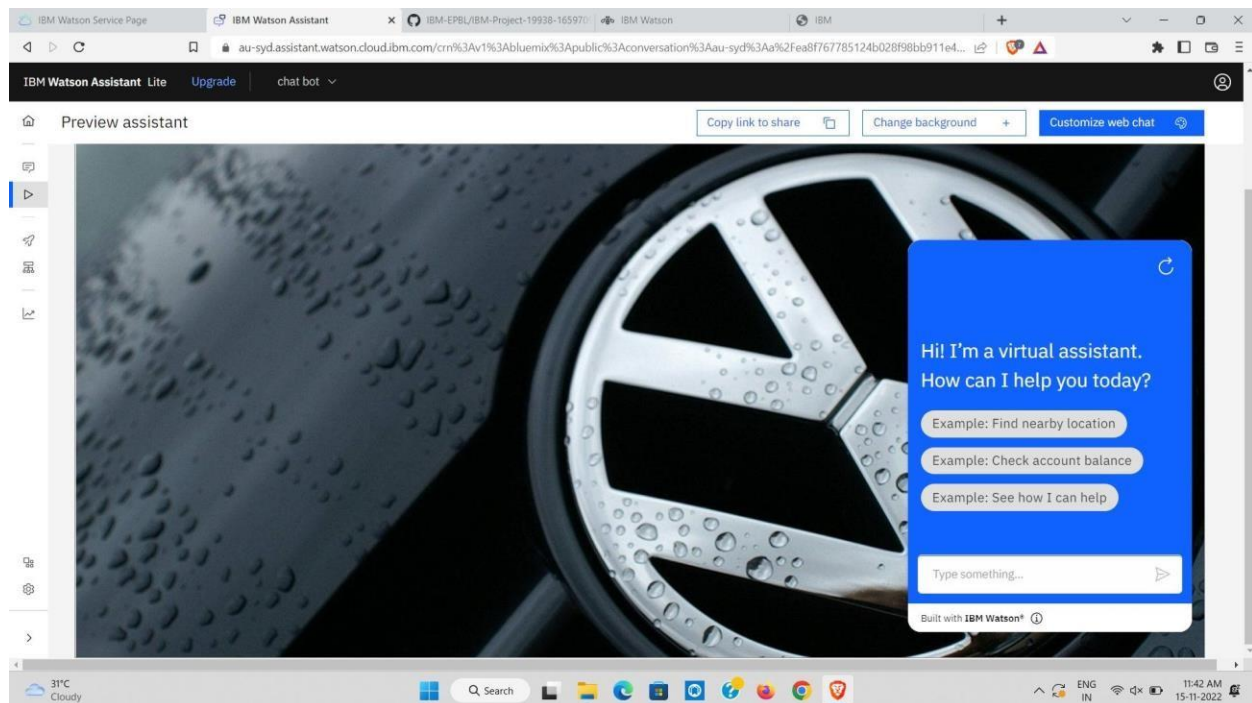 IBM Watson Service Page
IBM Watson Assistant
IBM-EPBL/IBM-Project-19938-16597
IBM Watson
IBM
au-syd.assistant.watson.cloud.ibm.com/crn%3Av1%3Abluemix%3Apublic%3Aconversation%3Aau-syd%3Aa%2Fea8f767785124b028f98bb911e4...
IBM Watson Assistant Lite
Upgrade
chat bot
Preview assistant
Copy link to share
Change background +
Customize web chat
Hi! I'm a virtual assistant.
How can I help you today?
Example: Find nearby location
Example: Check account balance
Example: See how I can help
Type something...
Built with IBM Watson®
31°C
Cloudy
Search
ENG
IN
11:42 AM
15-11-2022